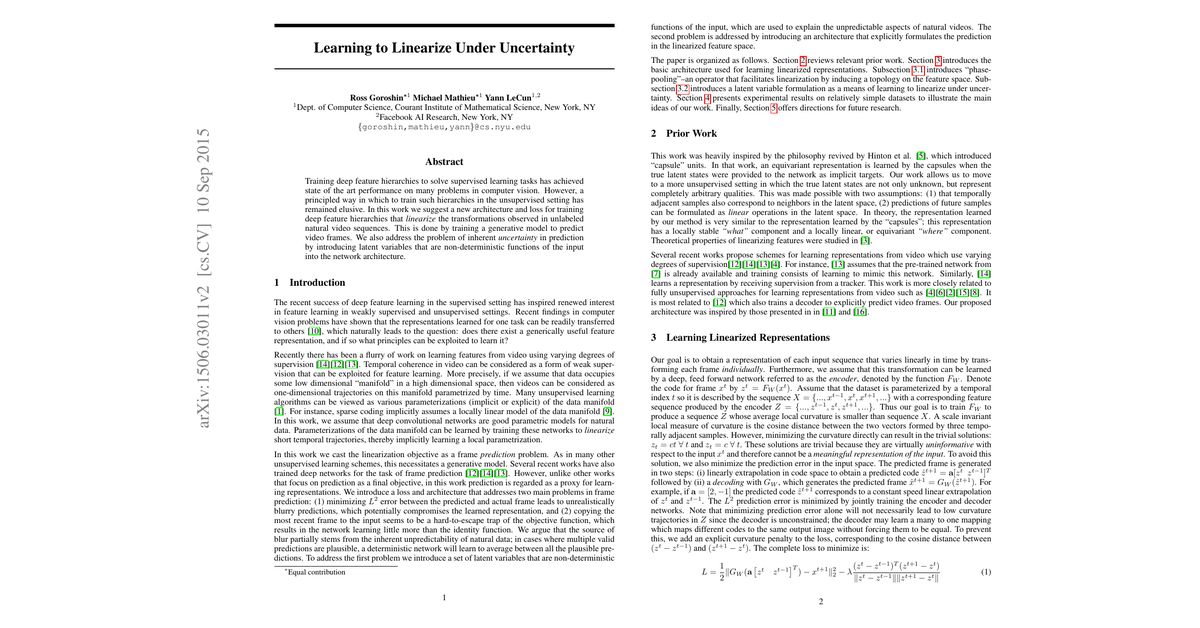 arXiv:1506.03011v2 [cs.CV] 10 Sep 2015
Learning to Linearize Under Uncertainty
Ross Goroshin*1 Michael Mathieu*1 Yann LeCun1,2
1Dept. of Computer Science, Courant Institute of Mathematical Science, New York, NY
2Facebook AI Research, New York, NY
{goroshin,mathieu,yann}@cs.nyu.edu
Abstract
Training deep feature hierarchies to solve supervised learning tasks has achieved
state of the art performance on many problems in computer vision. However, a
principled way in which to train such hierarchies in the unsupervised setting has
remained elusive. In this work we suggest a new architecture and loss for training
deep feature hierarchies that linearize the transformations observed in unlabeled
natural video sequences. This is done by training a generative model to predict
video frames. We also address the problem of inherent uncertainty in prediction
by introducing latent variables that are non-deterministic functions of the input
into the network architecture.
1 Introduction
The recent success of deep feature learning in the supervised setting has inspired renewed interest
in feature learning in weakly supervised and unsupervised settings. Recent findings in computer
vision problems have shown that the representations learned for one task can be readily transferred
to others [10], which naturally leads to the question: does there exist a generically useful feature
representation, and if so what principles can be exploited to learn it?
Recently there has been a flurry of work on learning features from video using varying degrees of
supervision [14][12][13]. Temporal coherence in video can be considered as a form of weak super-
vision that can be exploited for feature learning. More precisely, if we assume that data occupies
some low dimensional “manifold” in a high dimensional space, then videos can be considered as
one-dimensional trajectories on this manifold parametrized by time. Many unsupervised learning
algorithms can be viewed as various parameterizations (implicit or explicit) of the data manifold
[1]. For instance, sparse coding implicitly assumes a locally linear model of the data manifold [9].
In this work, we assume that deep convolutional networks are good parametric models for natural
data. Parameterizations of the data manifold can be learned by training these networks to linearize
short temporal trajectories, thereby implicitly learning a local parametrization.
In this work we cast the linearization objective as a frame prediction problem. As in many other
unsupervised learning schemes, this necessitates a generative model. Several recent works have also
trained deep networks for the task of frame prediction [12][14][13]. However, unlike other works
that focus on prediction as a final objective, in this work prediction is regarded as a proxy for learn-
ing representations. We introduce a loss and architecture that addresses two main problems in frame
prediction: (1) minimizing L2 error between the predicted and actual frame leads to unrealistically
blurry predictions, which potentially compromises the learned representation, and (2) copying the
most recent frame to the input seems to be a hard-to-escape trap of the objective function, which
results in the network learning little more than the identity function. We argue that the source of
blur partially stems from the inherent unpredictability of natural data; in cases where multiple valid
predictions are plausible, a deterministic network will learn to average between all the plausible pre-
dictions. To address the first problem we introduce a set of latent variables that are non-deterministic
*Equal contribution
1
functions of the input, which are used to explain the unpredictable aspects of natural videos. The
second problem is addressed by introducing an architecture that explicitly formulates the prediction
in the linearized feature space.
The paper is organized as follows. Section 2 reviews relevant prior work. Section 3 introduces the
basic architecture used for learning linearized representations. Subsection 3.1 introduces “phase-
pooling”–an operator that facilitates linearization by inducing a topology on the feature space. Sub-
section 3.2 introduces a latent variable formulation as a means of learning to linearize under uncer-
tainty. Section 4 presents experimental results on relatively simple datasets to illustrate the main
ideas of our work. Finally, Section 5 offers directions for future research.
2 Prior Work
This work was heavily inspired by the philosophy revived by Hinton et al. [5], which introduced
“capsule” units. In that work, an equivariant representation is learned by the capsules when the
true latent states were provided to the network as implicit targets. Our work allows us to move
to a more unsupervised setting in which the true latent states are not only unknown, but represent
completely arbitrary qualities. This was made possible with two assumptions: (1) that temporally
adjacent samples also correspond to neighbors in the latent space, (2) predictions of future samples
can be formulated as linear operations in the latent space. In theory, the representation learned
by our method is very similar to the representation learned by the “capsules”; this representation
has a locally stable “what” component and a locally linear, or equivariant “where” component.
Theoretical properties of linearizing features were studied in [3].
Several recent works propose schemes for learning representations from video which use varying
degrees of supervision[12][14][13][4]. For instance, [13] assumes that the pre-trained network from
[7] is already available and training consists of learning to mimic this network. Similarly, [14]
learns a representation by receiving supervision from a tracker. This work is more closely related to
fully unsupervised approaches for learning representations from video such as [4][6][2][15][8]. It
is most related to [12] which also trains a decoder to explicitly predict video frames. Our proposed
architecture was inspired by those presented in in [11] and [16].
3 Learning Linearized Representations
Our goal is to obtain a representation of each input sequence that varies linearly in time by trans-
forming each frame individually. Furthermore, we assume that this transformation can be learned
by a deep, feed forward network referred to as the encoder, denoted by the function FW. Denote
the code for frame xt by zt = FW(xt). Assume that the dataset is parameterized by a temporal
index t so it is described by the sequence X = {..., xt−1, xt, xt+1, ...} with a corresponding feature
sequence produced by the encoder Z = {..., zt−1, zt, zt+1, ...}. Thus our goal is to train FW to
produce a sequence Z whose average local curvature is smaller than sequence X. A scale invariant
local measure of curvature is the cosine distance between the two vectors formed by three tempo-
rally adjacent samples. However, minimizing the curvature directly can result in the trivial solutions:
zt = ct ∀ t and zt = c ∀ t. These solutions are trivial because they are virtually uninformative with
respect to the input xt and therefore cannot be a meaningful representation of the input. To avoid this
solution, we also minimize the prediction error in the input space. The predicted frame is generated
in two steps: (i) linearly extrapolation in code space to obtain a predicted code ẑt+1 = a[zt zt−1]T
followed by (ii) a decoding with GW, which generates the predicted frame x̂t+1 = GW(ẑt+1). For
example, if a = [2, −1] the predicted code ẑt+1 corresponds to a constant speed linear extrapolation
of zt and zt−1. The L2 prediction error is minimized by jointly training the encoder and decoder
networks. Note that minimizing prediction error alone will not necessarily lead to low curvature
trajectories in Z since the decoder is unconstrained; the decoder may learn a many to one mapping
which maps different codes to the same output image without forcing them to be equal. To prevent
this, we add an explicit curvature penalty to the loss, corresponding to the cosine distance between
(zt − zt−1) and (zt+1 − zt). The complete loss to minimize is:
L = 1/2 ‖GW(a [zt zt−1]T) − xt+1‖22 − λ (zt − zt−1)T(zt+1 − zt) / ‖zt − zt−1‖‖zt+1 − zt‖ (1)
2